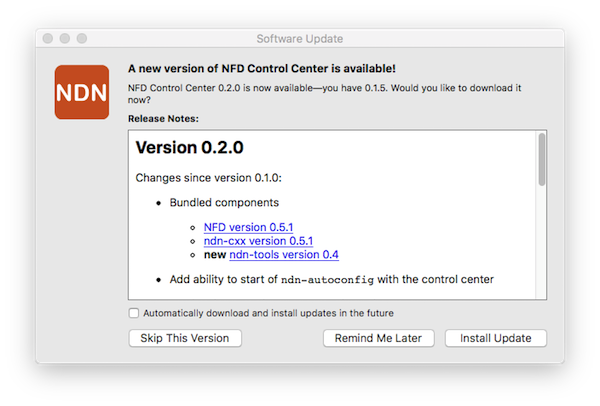 Software Update
NDN
A new version of NFD Control Center is available!
NFD Control Center 0.2.0 is now available—you have 0.1.5. Would you like to download it
now?
Release Notes:
Version 0.2.0
Changes since version 0.1.0:
• Bundled components
◦ NFD version 0.5.1
◦ ndn-cxx version 0.5.1
◦ new ndn-tools version 0.4
• Add ability to start of ndn-autoconfig with the control center
Automatically download and install updates in the future
Skip This Version
Remind Me Later
Install Update